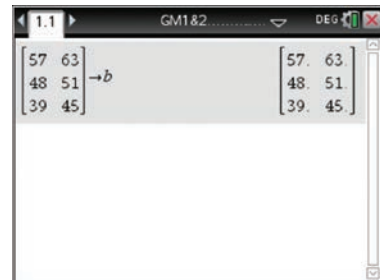 1.1 GM1&2 DEG
57 63 57. 63.
48 51 →b 48. 51.
39 45 39. 45.